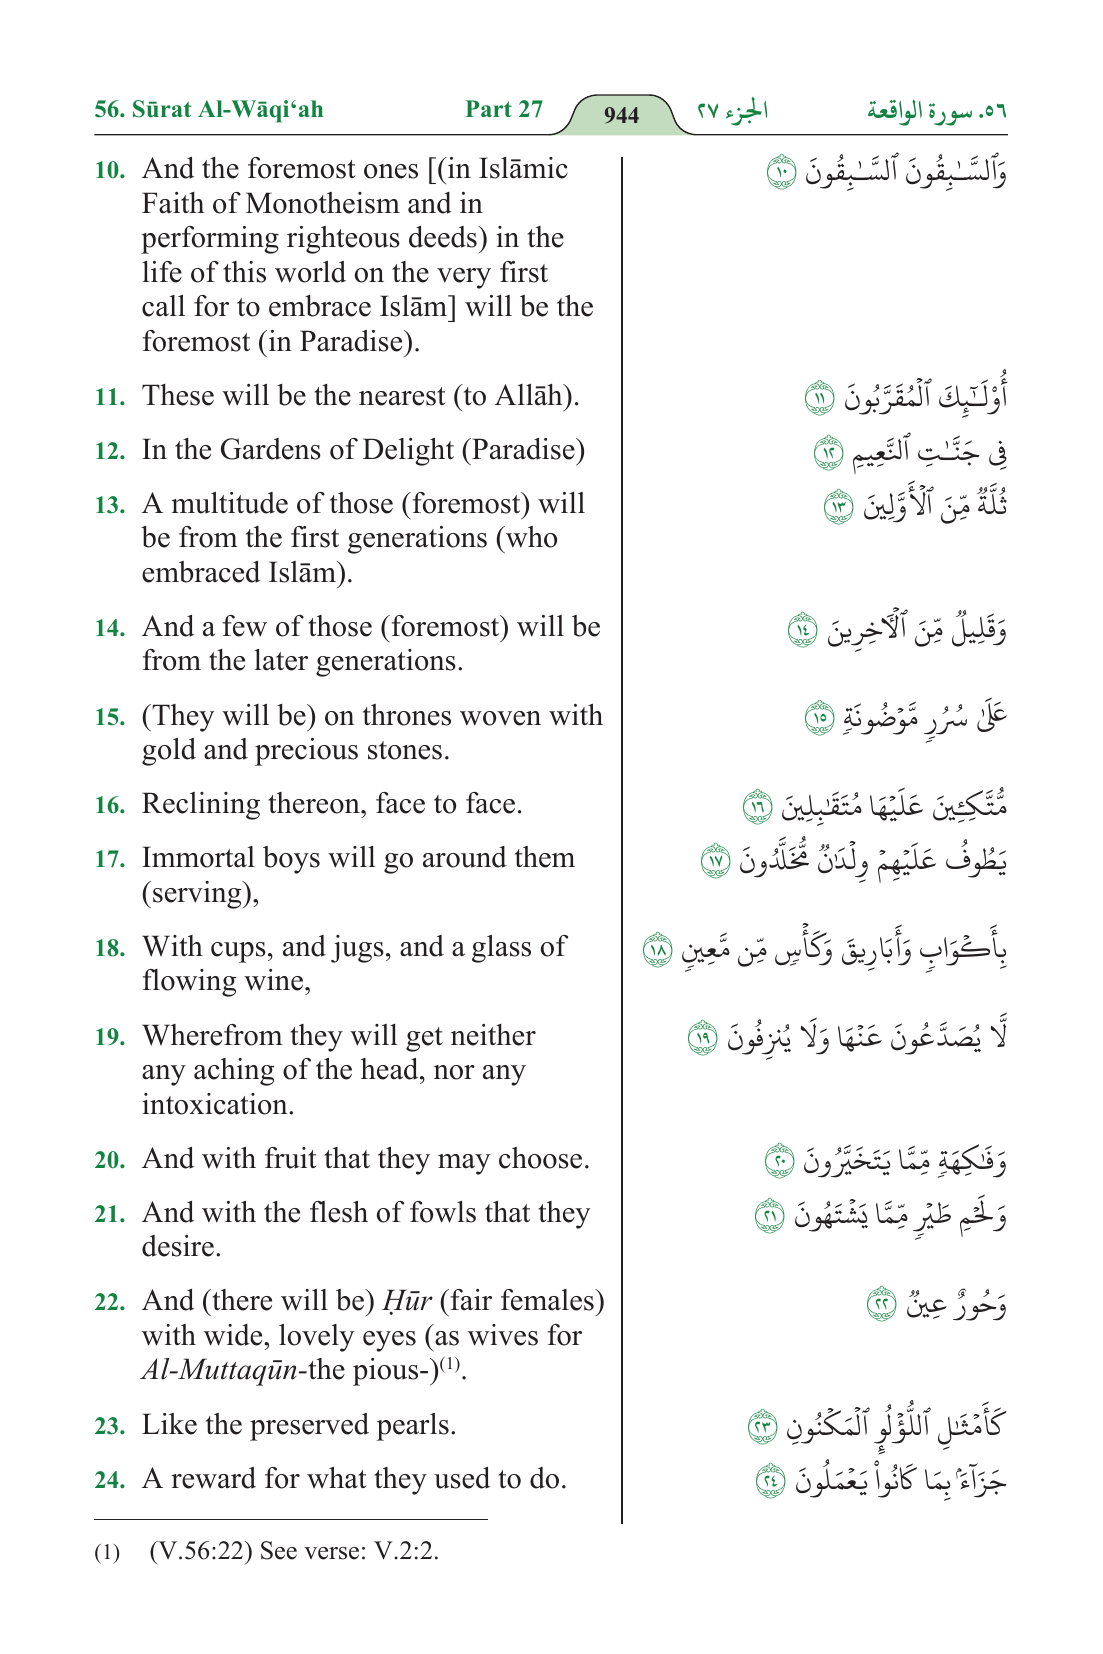 56. Sūrat Al-Wāqi‘ah Part 27 944 الجزء ٢٧ ٥٦. سورة الواقعة
10. And the foremost ones [(in Islāmic
Faith of Monotheism and in
performing righteous deeds) in the
life of this world on the very first
call for to embrace Islām] will be the
foremost (in Paradise).
وَٱلسَّـٰبِقُونَ ٱلسَّـٰبِقُونَ ١٠
11. These will be the nearest (to Allāh).
أُوْلَـٰٓئِكَ ٱلْمُقَرَّبُونَ ١١
12. In the Gardens of Delight (Paradise)
فِى جَنَّـٰتِ ٱلنَّعِيمِ ١٢
13. A multitude of those (foremost) will
be from the first generations (who
embraced Islām).
ثُلَّةٌ مِّنَ ٱلْأَوَّلِينَ ١٣
14. And a few of those (foremost) will be
from the later generations.
وَقَلِيلٌ مِّنَ ٱلْـَٔاخِرِينَ ١٤
15. (They will be) on thrones woven with
gold and precious stones.
عَلَىٰ سُرُرٍ مَّوْضُونَةٍ ١٥
16. Reclining thereon, face to face.
مُّتَّكِـِٔينَ عَلَيْهَا مُتَقَـٰبِلِينَ ١٦
17. Immortal boys will go around them
(serving),
يَطُوفُ عَلَيْهِمْ وِلْدَٰنٌ مُّخَلَّدُونَ ١٧
18. With cups, and jugs, and a glass of
flowing wine,
بِأَكْوَابٍ وَأَبَارِيقَ وَكَأْسٍ مِّن مَّعِينٍ ١٨
19. Wherefrom they will get neither
any aching of the head, nor any
intoxication.
لَّا يُصَدَّعُونَ عَنْهَا وَلَا يُنزِفُونَ ١٩
20. And with fruit that they may choose.
وَفَـٰكِهَةٍ مِّمَّا يَتَخَيَّرُونَ ٢٠
21. And with the flesh of fowls that they
desire.
وَلَحْمِ طَيْرٍ مِّمَّا يَشْتَهُونَ ٢١
22. And (there will be) Ḥūr (fair females)
with wide, lovely eyes (as wives for
Al-Muttaqūn-the pious-)(1).
وَحُورٌ عِينٌ ٢٢
23. Like the preserved pearls.
كَأَمْثَـٰلِ ٱللُّؤْلُؤِ ٱلْمَكْنُونِ ٢٣
24. A reward for what they used to do.
جَزَآءًۢ بِمَا كَانُوا۟ يَعْمَلُونَ ٢٤
(1) (V.56:22) See verse: V.2:2.